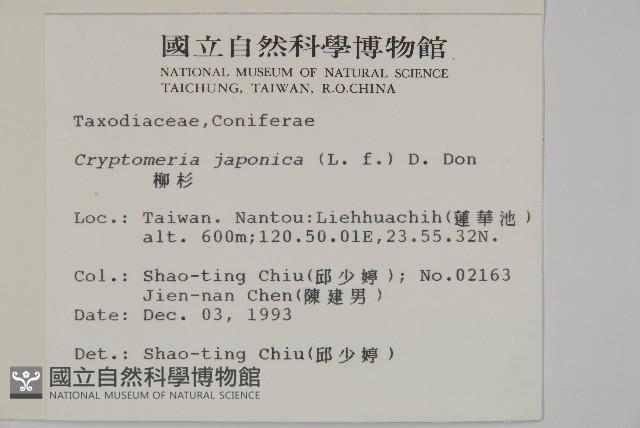 國立自然科學博物館
NATIONAL MUSEUM OF NATURAL SCIENCE
TAICHUNG, TAIWAN, R.O.CHINA
Taxodiaceae,Coniferae
Cryptomeria japonica (L. f.) D. Don
柳杉
Loc.: Taiwan. Nantou:Liehhuachih(蓮華池)
alt. 600m;120.50.01E,23.55.32N.
Col.: Shao-ting Chiu(邱少婷); No.02163
Jien-nan Chen(陳建男)
Date: Dec. 03, 1993
Det.: Shao-ting Chiu(邱少婷)
國立自然科學博物館
NATIONAL MUSEUM OF NATURAL SCIENCE